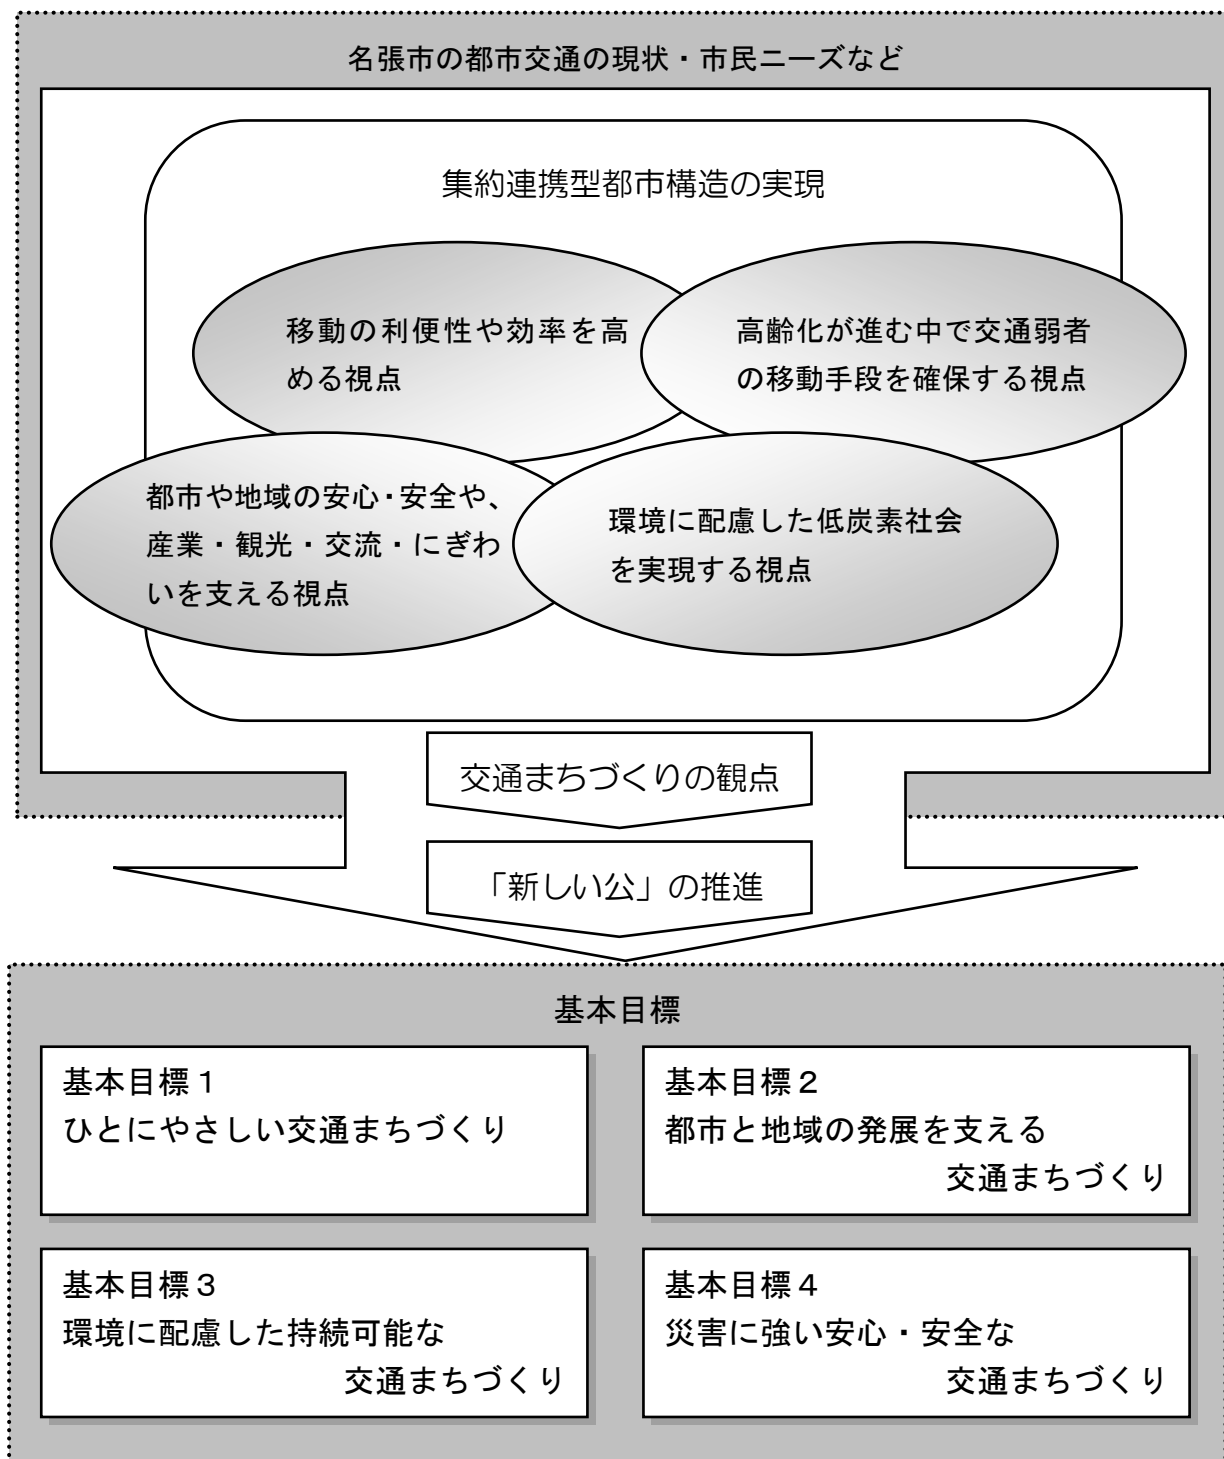 名張市の都市交通の現状・市民ニーズなど
集約連携型都市構造の実現
移動の利便性や効率を高
める視点
高齢化が進む中で交通弱者
の移動手段を確保する視点
都市や地域の安心・安全や、
産業・観光・交流・にぎわ
いを支える視点
環境に配慮した低炭素社会
を実現する視点
交通まちづくりの観点
「新しい公」の推進
基本目標
基本目標１
ひとにやさしい交通まちづくり
基本目標２
都市と地域の発展を支える
交通まちづくり
基本目標３
環境に配慮した持続可能な
交通まちづくり
基本目標４
災害に強い安心・安全な
交通まちづくり